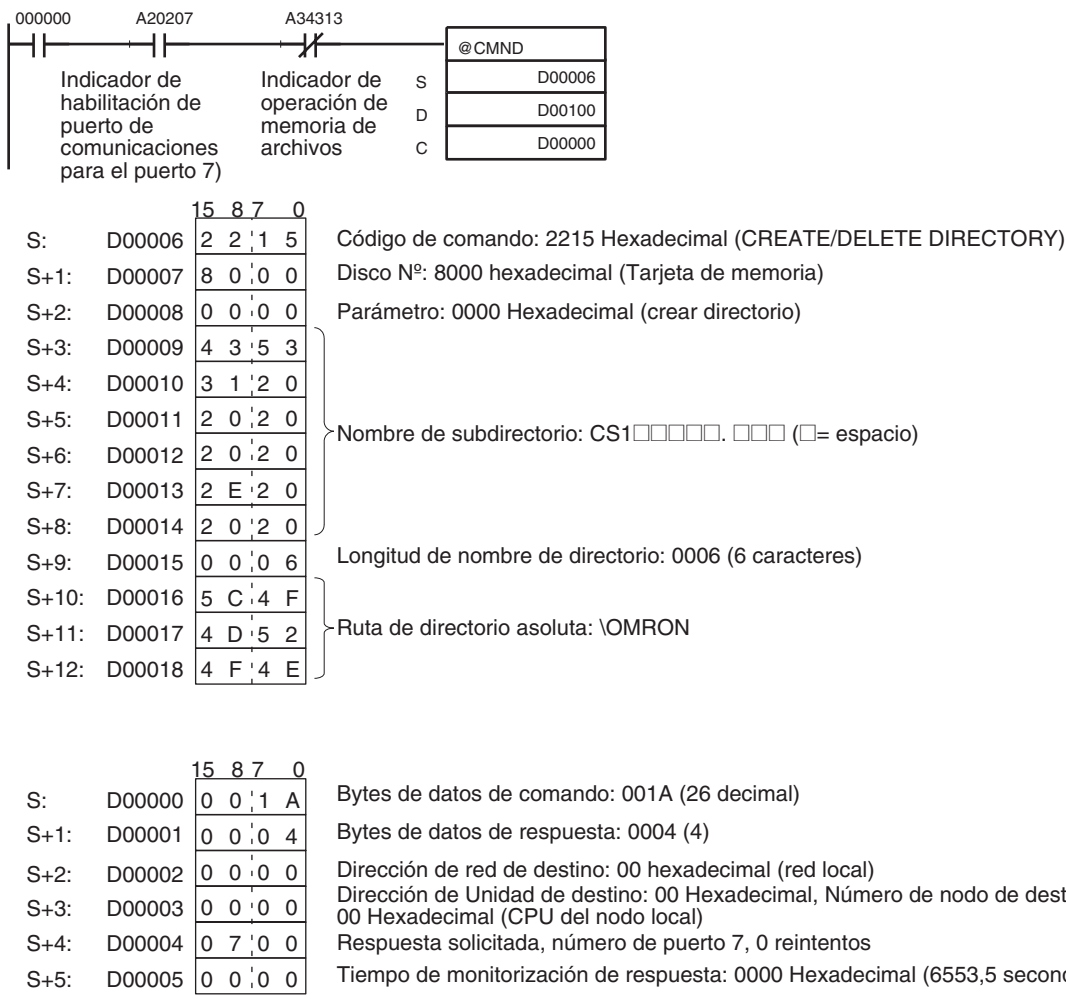 000000 A20207 A34313
@CMND
S D00006
D D00100
C D00000
Indicador de
habilitación de
puerto de
comunicaciones
para el puerto 7)
Indicador de
operación de
memoria de
archivos
15 8 7 0
S: D00006 2 2 1 5 Código de comando: 2215 Hexadecimal (CREATE/DELETE DIRECTORY)
S+1: D00007 8 0 0 0 Disco Nº: 8000 hexadecimal (Tarjeta de memoria)
S+2: D00008 0 0 0 0 Parámetro: 0000 Hexadecimal (crear directorio)
S+3: D00009 4 3 5 3
S+4: D00010 3 1 2 0
S+5: D00011 2 0 2 0
Nombre de subdirectorio: CS1□□□□□. □□□ (□= espacio)
S+6: D00012 2 0 2 0
S+7: D00013 2 E 2 0
S+8: D00014 2 0 2 0
S+9: D00015 0 0 0 6 Longitud de nombre de directorio: 0006 (6 caracteres)
S+10: D00016 5 C 4 F
S+11: D00017 4 D 5 2 Ruta de directorio asoluta: \OMRON
S+12: D00018 4 F 4 E
15 8 7 0
S: D00000 0 0 1 A Bytes de datos de comando: 001A (26 decimal)
S+1: D00001 0 0 0 4 Bytes de datos de respuesta: 0004 (4)
S+2: D00002 0 0 0 0 Dirección de red de destino: 00 hexadecimal (red local)
S+3: D00003 0 0 0 0 Dirección de Unidad de destino: 00 Hexadecimal, Número de nodo de dest
00 Hexadecimal (CPU del nodo local)
S+4: D00004 0 7 0 0 Respuesta solicitada, número de puerto 7, 0 reintentos
S+5: D00005 0 0 0 0 Tiempo de monitorización de respuesta: 0000 Hexadecimal (6553,5 second